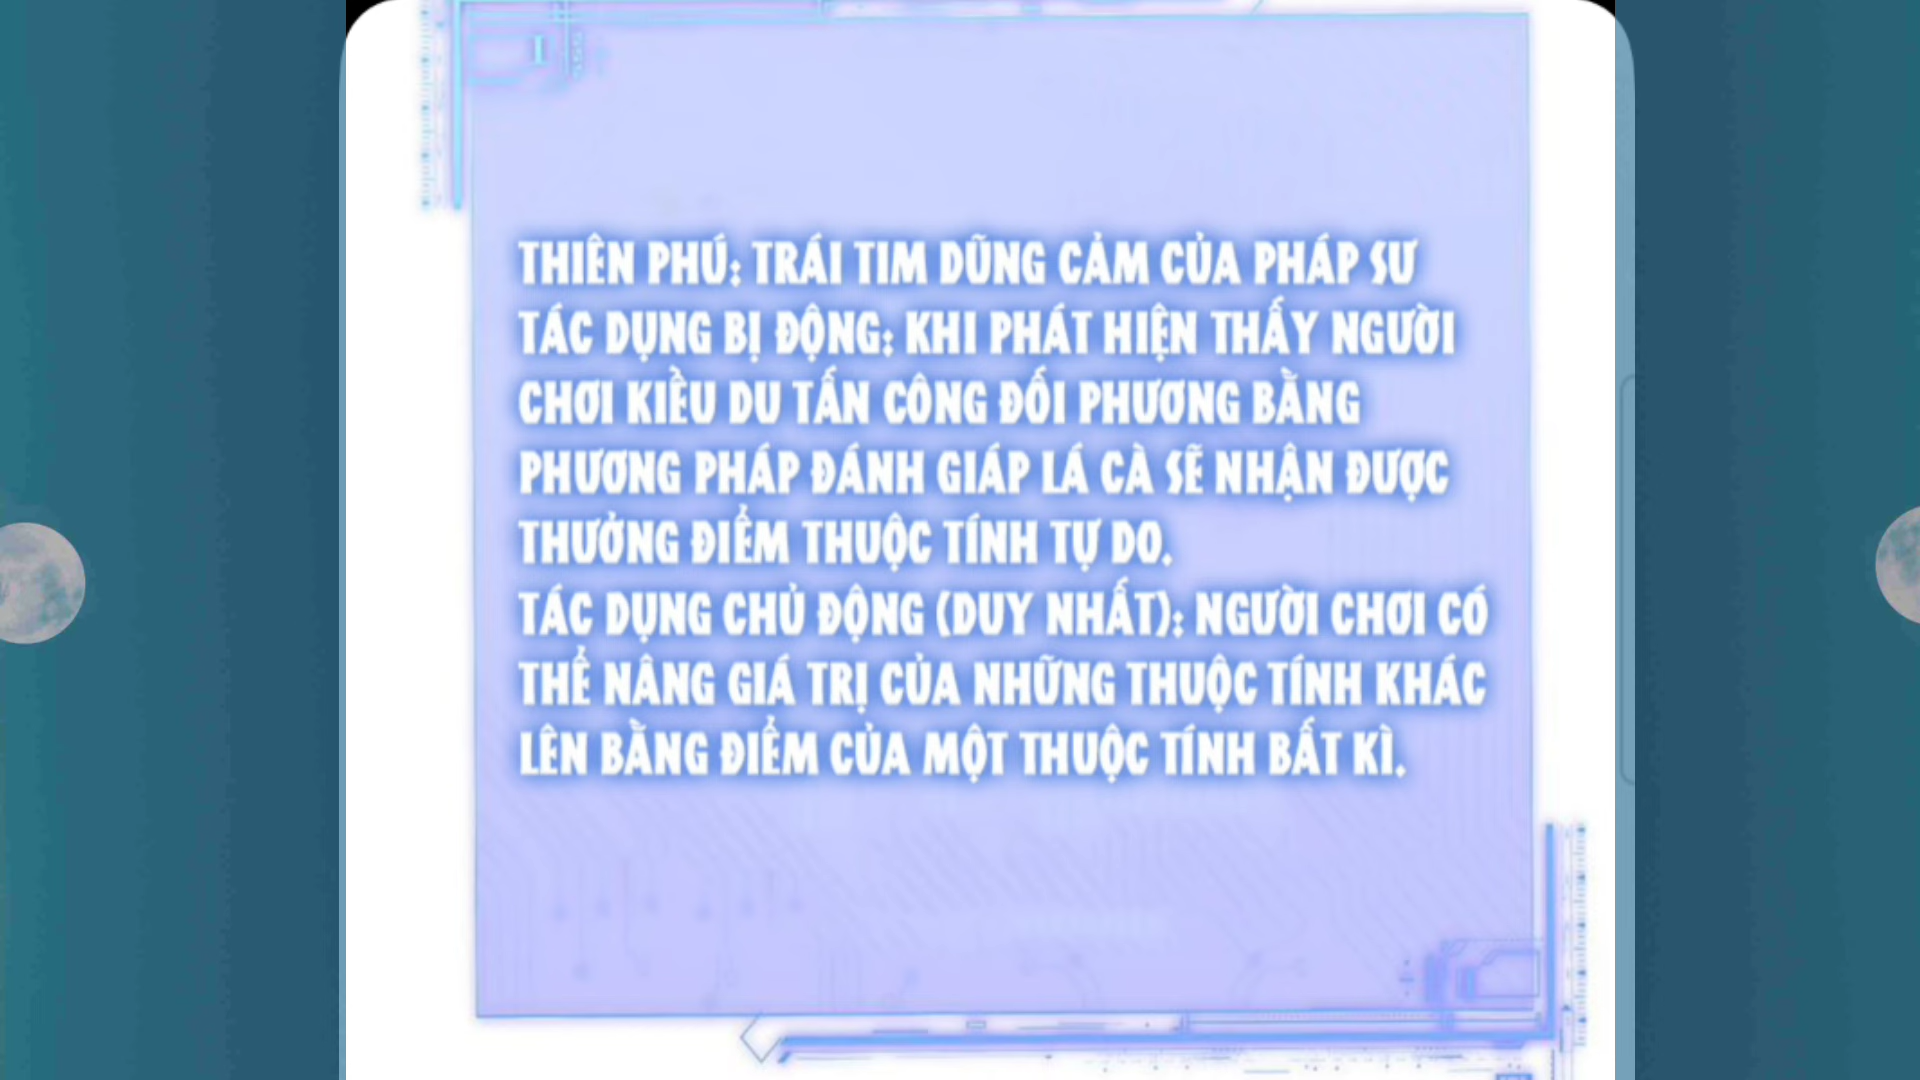 THIÊN PHÚ: TRÁI TIM DŨNG CẢM CỦA PHÁP SƯ
TÁC DỤNG BỊ ĐỘNG: KHI PHÁT HIỆN THẤY NGƯỜI
CHƠI KIỀU DU TẤN CÔNG ĐỐI PHƯƠNG BẰNG
PHƯƠNG PHÁP ĐÁNH GIÁP LÁ CÀ SẼ NHẬN ĐƯỢC
THƯỞNG ĐIỂM THUỘC TÍNH TỰ DO.
TÁC DỤNG CHỦ ĐỘNG (DUY NHẤT): NGƯỜI CHƠI CÓ
THỂ NÂNG GIÁ TRỊ CỦA NHỮNG THUỘC TÍNH KHÁC
LÊN BẰNG ĐIỂM CỦA MỘT THUỘC TÍNH BẤT KÌ.